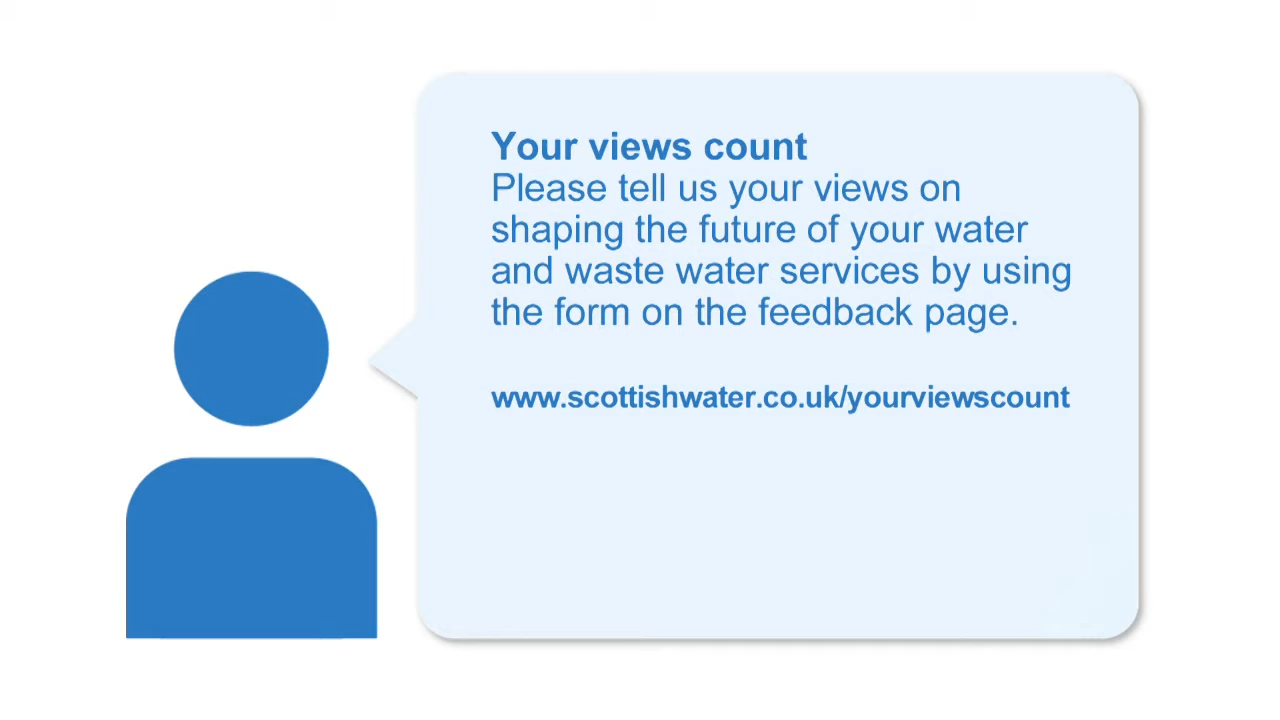 Your views count
Please tell us your views on
shaping the future of your water
and waste water services by using
the form on the feedback page.
www.scottishwater.co.uk/yourviewscount